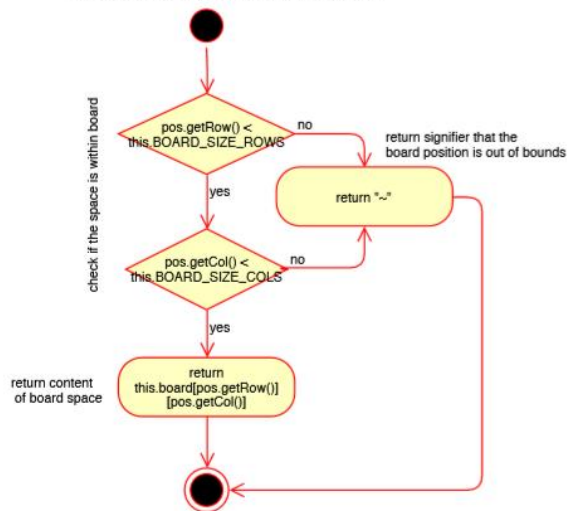 pos.getRow() <
this.BOARD_SIZE_ROWS
no
return signifier that the
board position is out of bounds
check if the space is within board
yes
return "~"
pos.getCol() <
this.BOARD_SIZE_COLS
no
yes
return content
of board space
return
this.board[pos.getRow()]
[pos.getCol()]